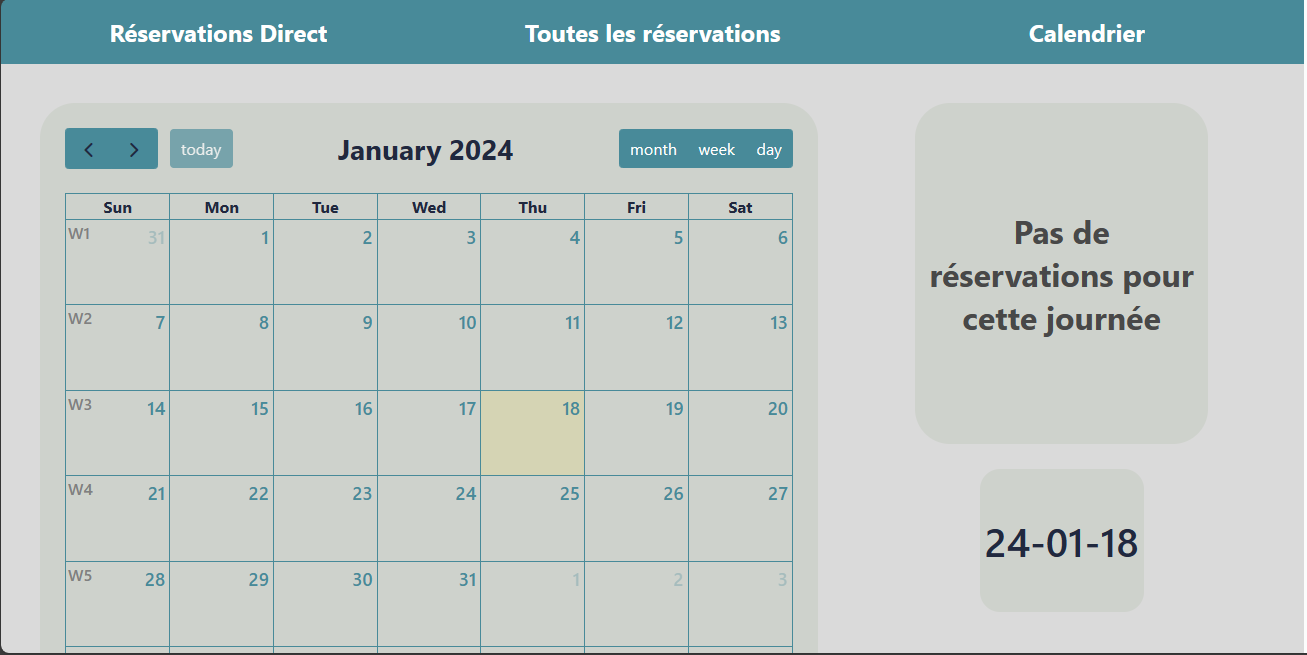 Réservations Direct Toutes les réservations Calendrier
today January 2024 month week day
Sun Mon Tue Wed Thu Fri Sat
W1 31 1 2 3 4 5 6
W2 7 8 9 10 11 12 13
W3 14 15 16 17 18 19 20
W4 21 22 23 24 25 26 27
W5 28 29 30 31 1 2 3
Pas de
réservations pour
cette journée
24-01-18